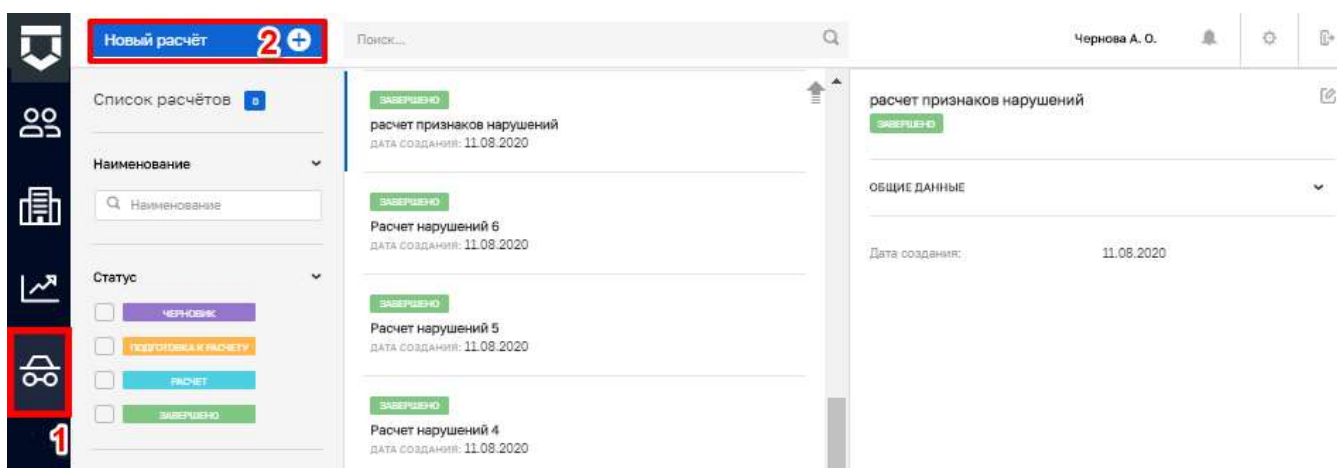 Новый расчёт 2
Поиск...
Чернова А. О.
Список расчётов 0
Наименование
Наименование
Статус
ЧЕРНОВИК
ПОДГОТОВКА К РАСЧЕТУ
РАСЧЕТ
ЗАВЕРШЕНО
1
ЗАВЕРШЕНО
расчет признаков нарушений
ДАТА СОЗДАНИЯ: 11.08.2020
ЗАВЕРШЕНО
Расчет нарушений 6
ДАТА СОЗДАНИЯ: 11.08.2020
ЗАВЕРШЕНО
Расчет нарушений 5
ДАТА СОЗДАНИЯ: 11.08.2020
ЗАВЕРШЕНО
Расчет нарушений 4
ДАТА СОЗДАНИЯ: 11.08.2020
расчет признаков нарушений
ЗАВЕРШЕНО
ОБЩИЕ ДАННЫЕ
Дата создания: 11.08.2020